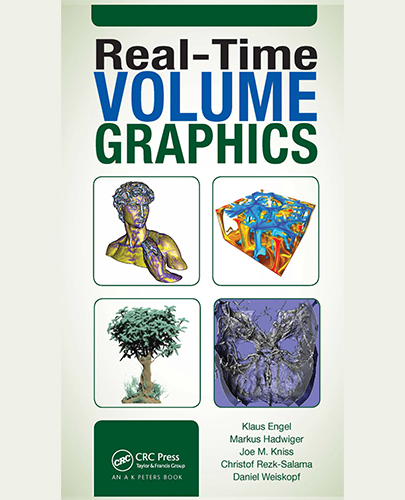 Real-Time
VOLUME
GRAPHICS
Klaus Engel
Markus Hadwiger
Joe M. Kniss
Christof Rezk-Salama
Daniel Weiskopf
CRC
CRC Press
Taylor & Francis Group
AN A K PETERS BOOK